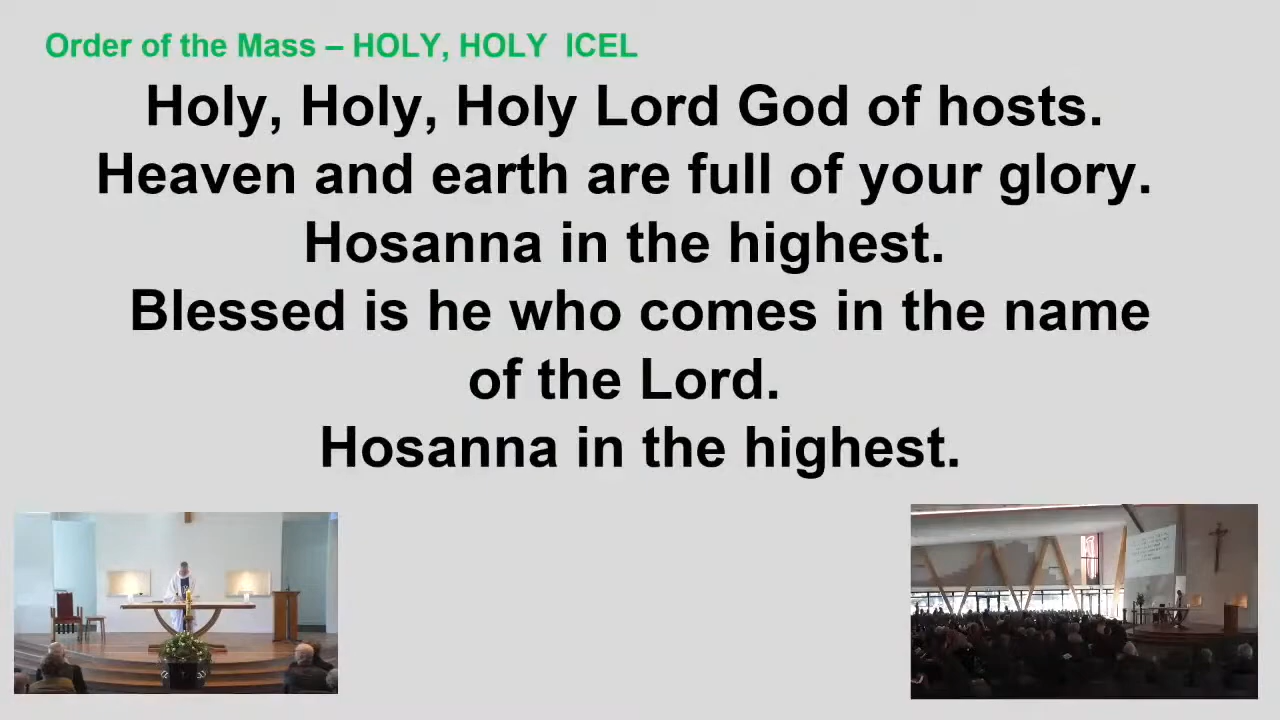 Order of the Mass – HOLY, HOLY ICEL
Holy, Holy, Holy Lord God of hosts.
Heaven and earth are full of your glory.
Hosanna in the highest.
Blessed is he who comes in the name
of the Lord.
Hosanna in the highest.